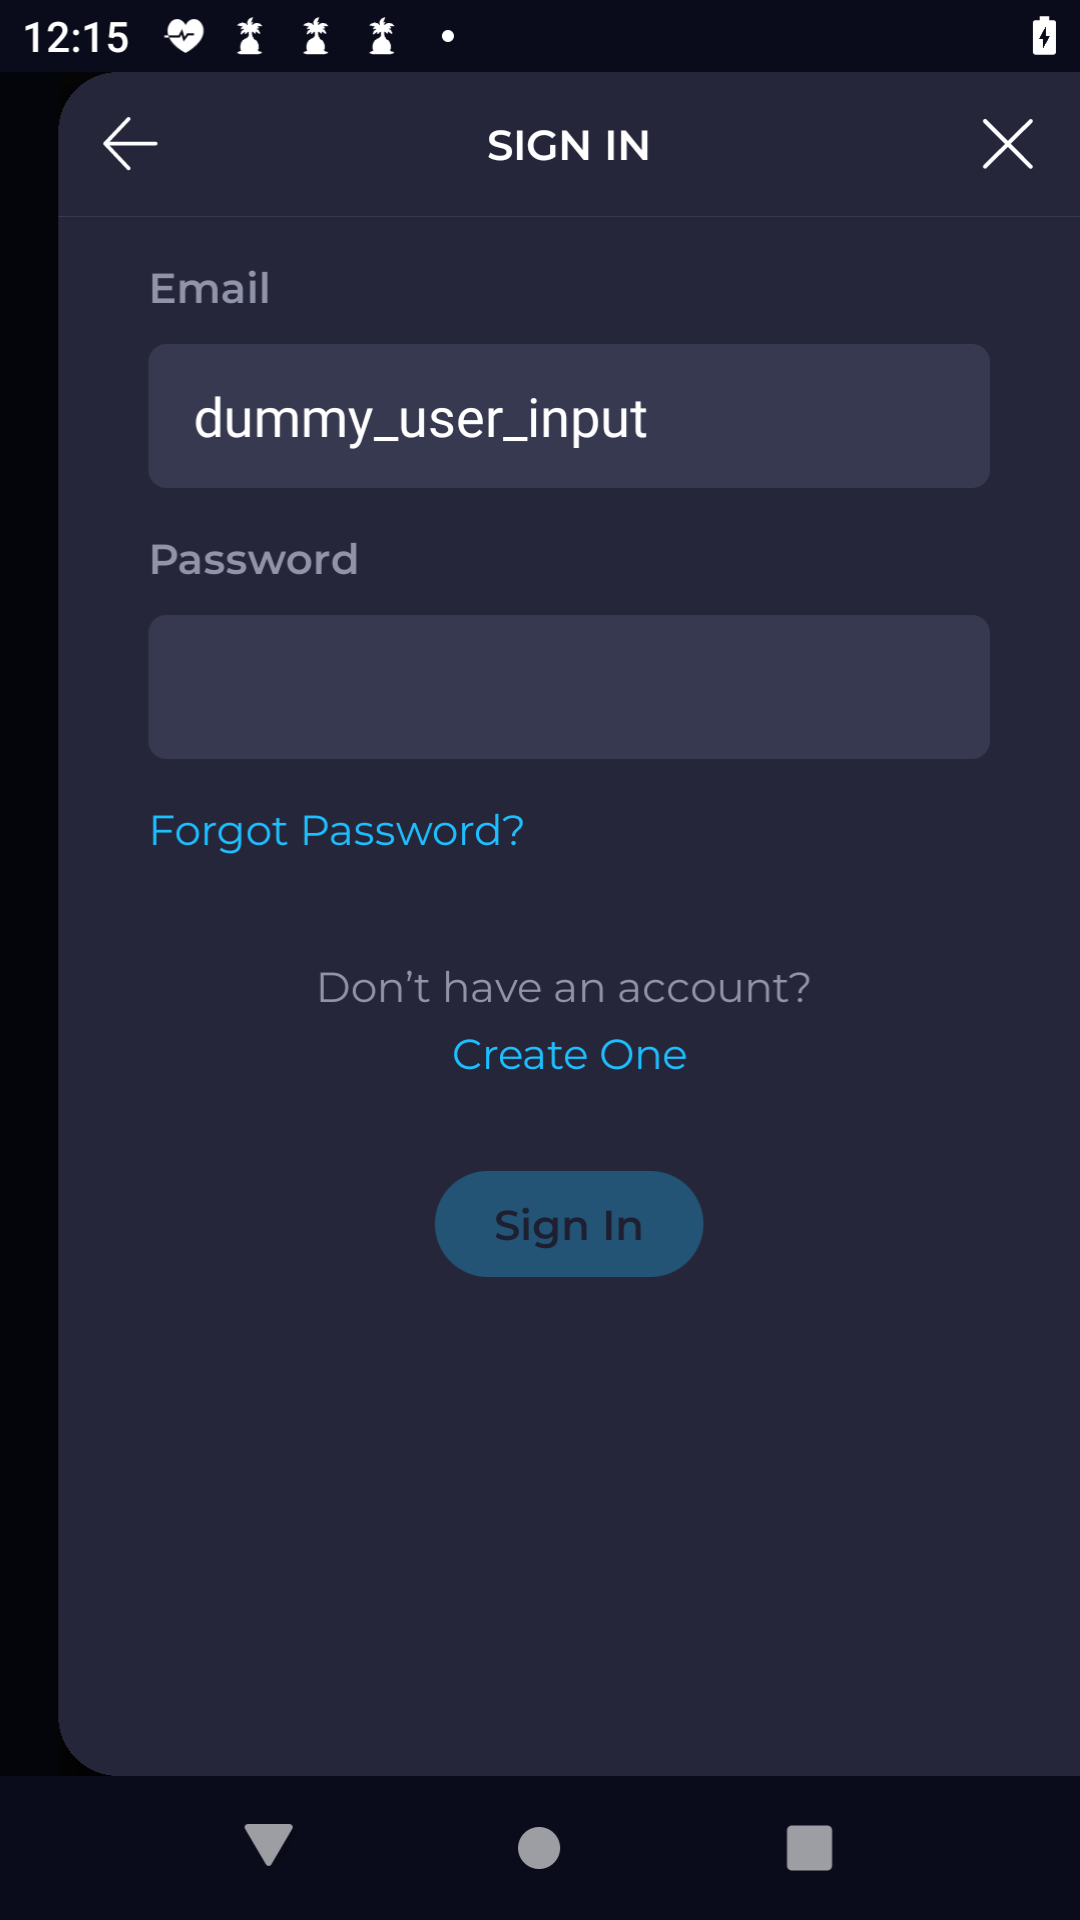 12:15
SIGN IN
Email
dummy_user_input
Password
Forgot Password?
Don’t have an account?
Create One
Sign In